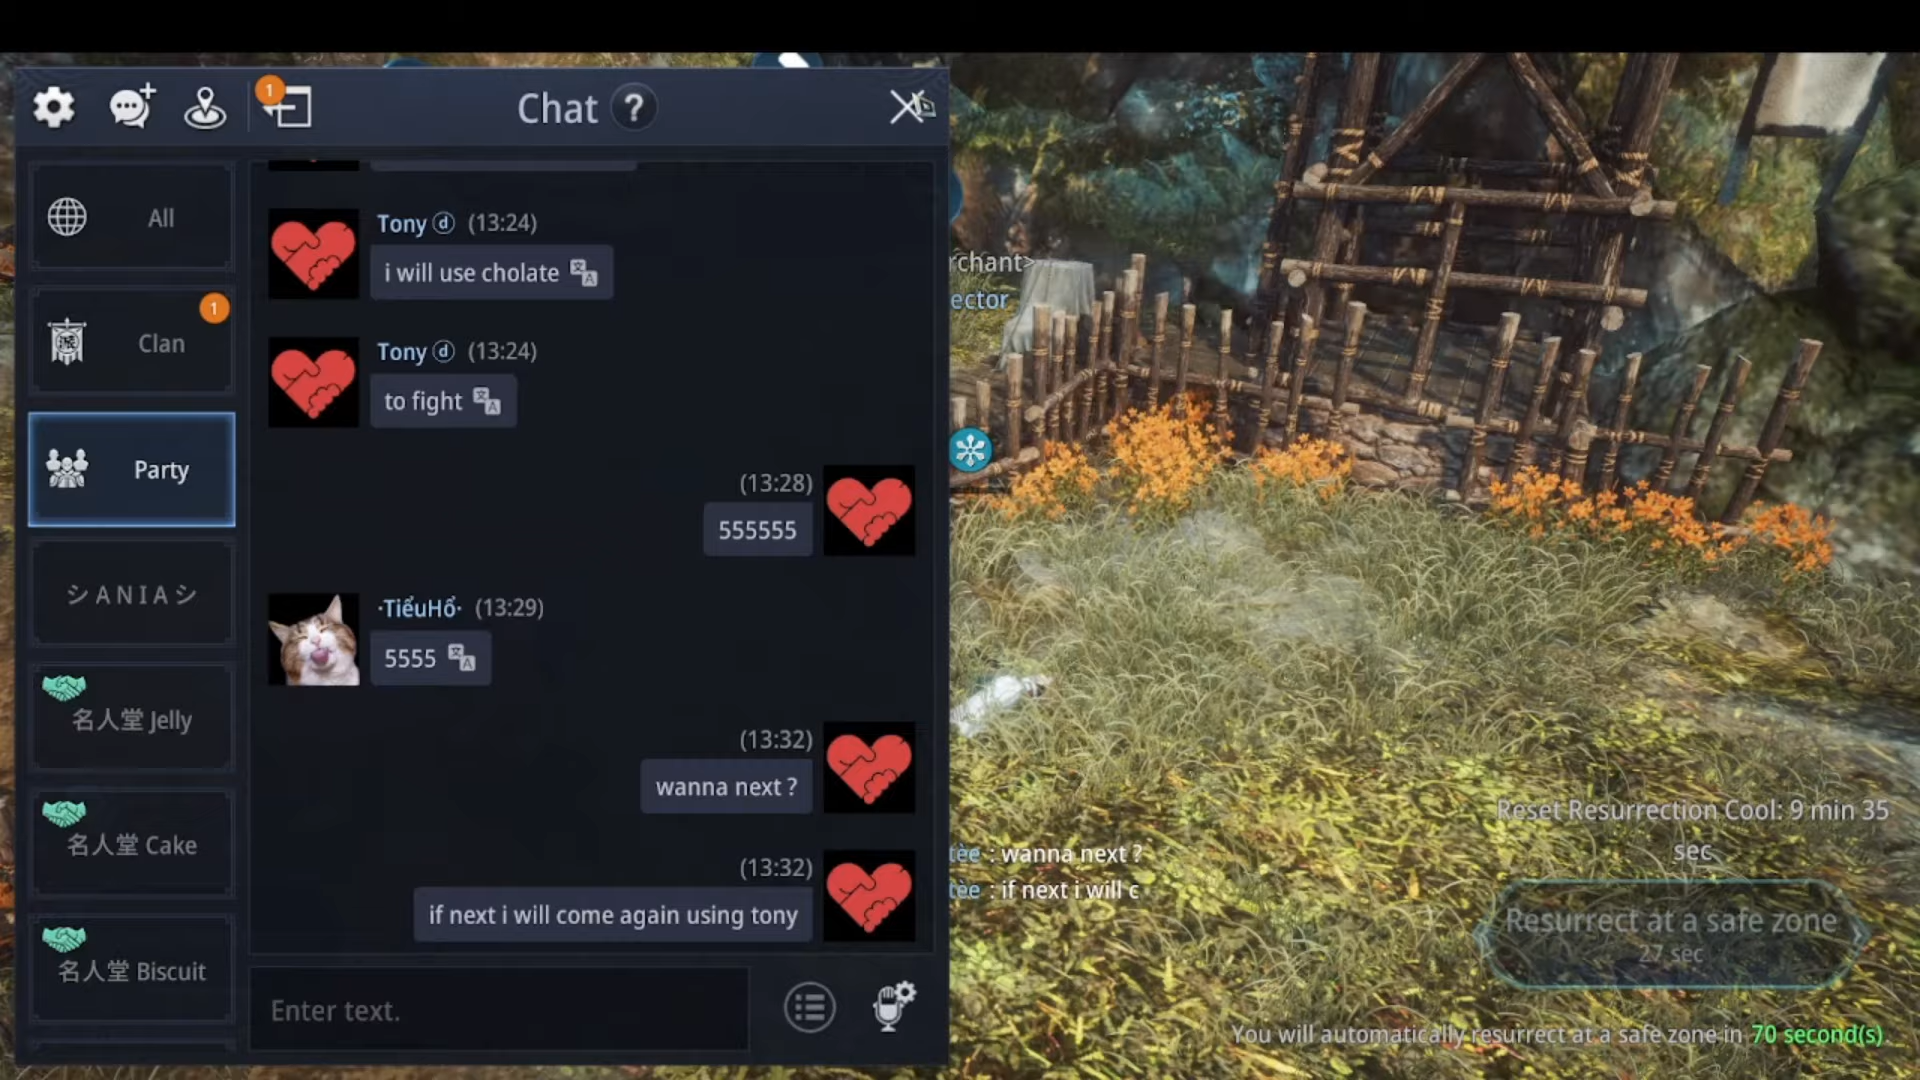 1
Chat ?
All
Clan
1
Party
シANIAシ
名人堂 Jelly
名人堂 Cake
名人堂 Biscuit
Tony ⓓ (13:24)
i will use cholate
Tony ⓓ (13:24)
to fight
(13:28)
555555
·TiểuHổ· (13:29)
5555
(13:32)
wanna next ?
(13:32)
if next i will come again using tony
Enter text.
rchant>
ector
tèe : wanna next ?
tèe : if next i will c
Reset Resurrection Cool: 9 min 35
sec
Resurrect at a safe zone
27 sec
You will automatically resurrect at a safe zone in 70 second(s)